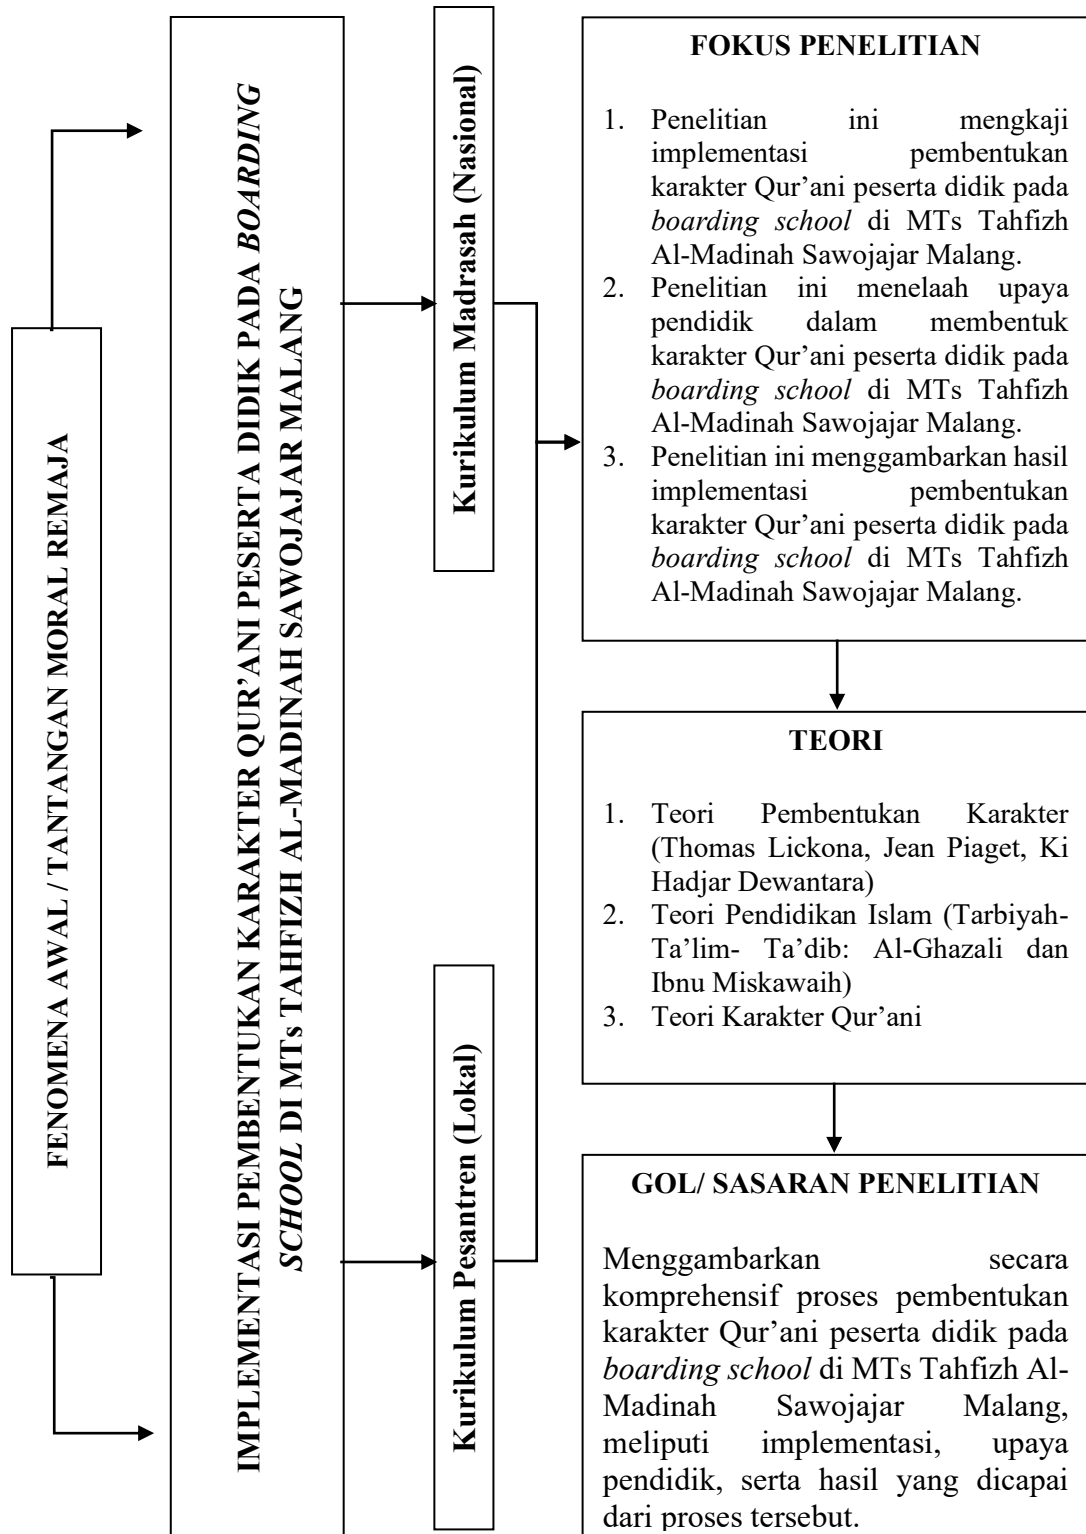 FENOMENA AWAL / TANTANGAN MORAL REMAJA
IMPLEMENTASI PEMBENTUKAN KARAKTER QUR’ANI PESERTA DIDIK PADA BOARDING
SCHOOL DI MTs TAHFIZH AL-MADINAH SAWOJAJAR MALANG
Kurikulum Madrasah (Nasional)
Kurikulum Pesantren (Lokal)
FOKUS PENELITIAN
1. Penelitian ini mengkaji
implementasi pembentukan
karakter Qur’ani peserta didik pada
boarding school di MTs Tahfizh
Al-Madinah Sawojajar Malang.
2. Penelitian ini menelaah upaya
pendidik dalam membentuk
karakter Qur’ani peserta didik pada
boarding school di MTs Tahfizh
Al-Madinah Sawojajar Malang.
3. Penelitian ini menggambarkan hasil
implementasi pembentukan
karakter Qur’ani peserta didik pada
boarding school di MTs Tahfizh
Al-Madinah Sawojajar Malang.
TEORI
1. Teori Pembentukan Karakter
(Thomas Lickona, Jean Piaget, Ki
Hadjar Dewantara)
2. Teori Pendidikan Islam (Tarbiyah-
Ta’lim- Ta’dib: Al-Ghazali dan
Ibnu Miskawaih)
3. Teori Karakter Qur’ani
GOL/ SASARAN PENELITIAN
Menggambarkan secara
komprehensif proses pembentukan
karakter Qur’ani peserta didik pada
boarding school di MTs Tahfizh Al-
Madinah Sawojajar Malang,
meliputi implementasi, upaya
pendidik, serta hasil yang dicapai
dari proses tersebut.